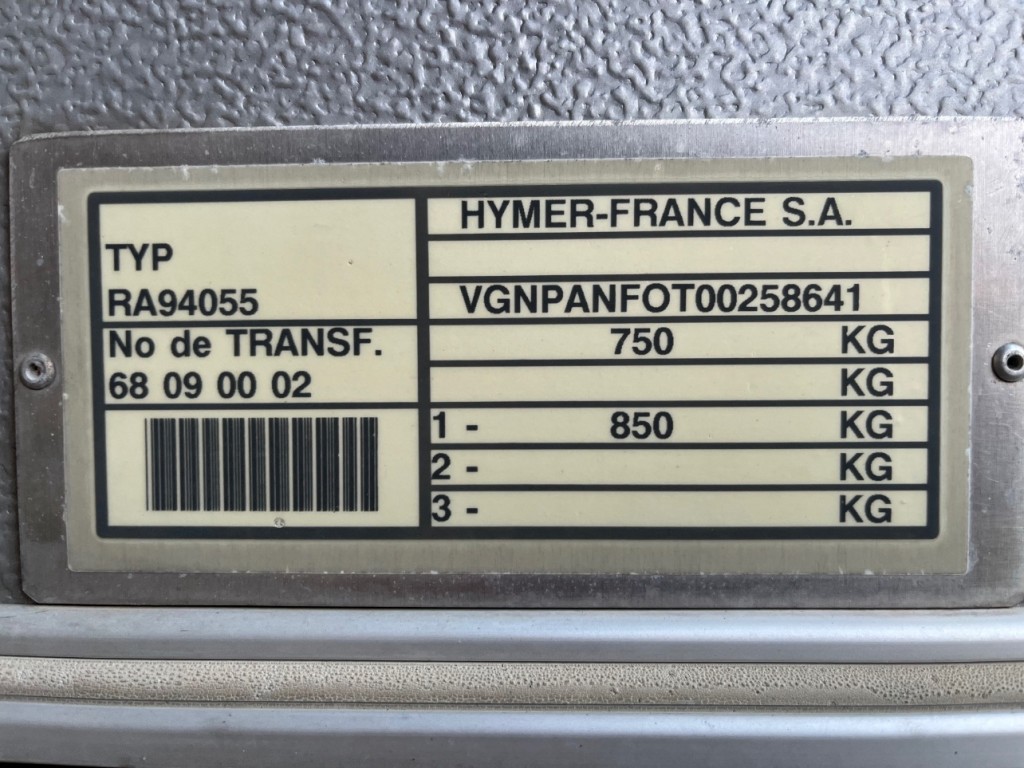 TYP
RA94055
No de TRANSF.
68 09 00 02
HYMER-FRANCE S.A.
VGNPANFOT00258641
750 KG
KG
1 - 850 KG
2 - KG
3 - KG